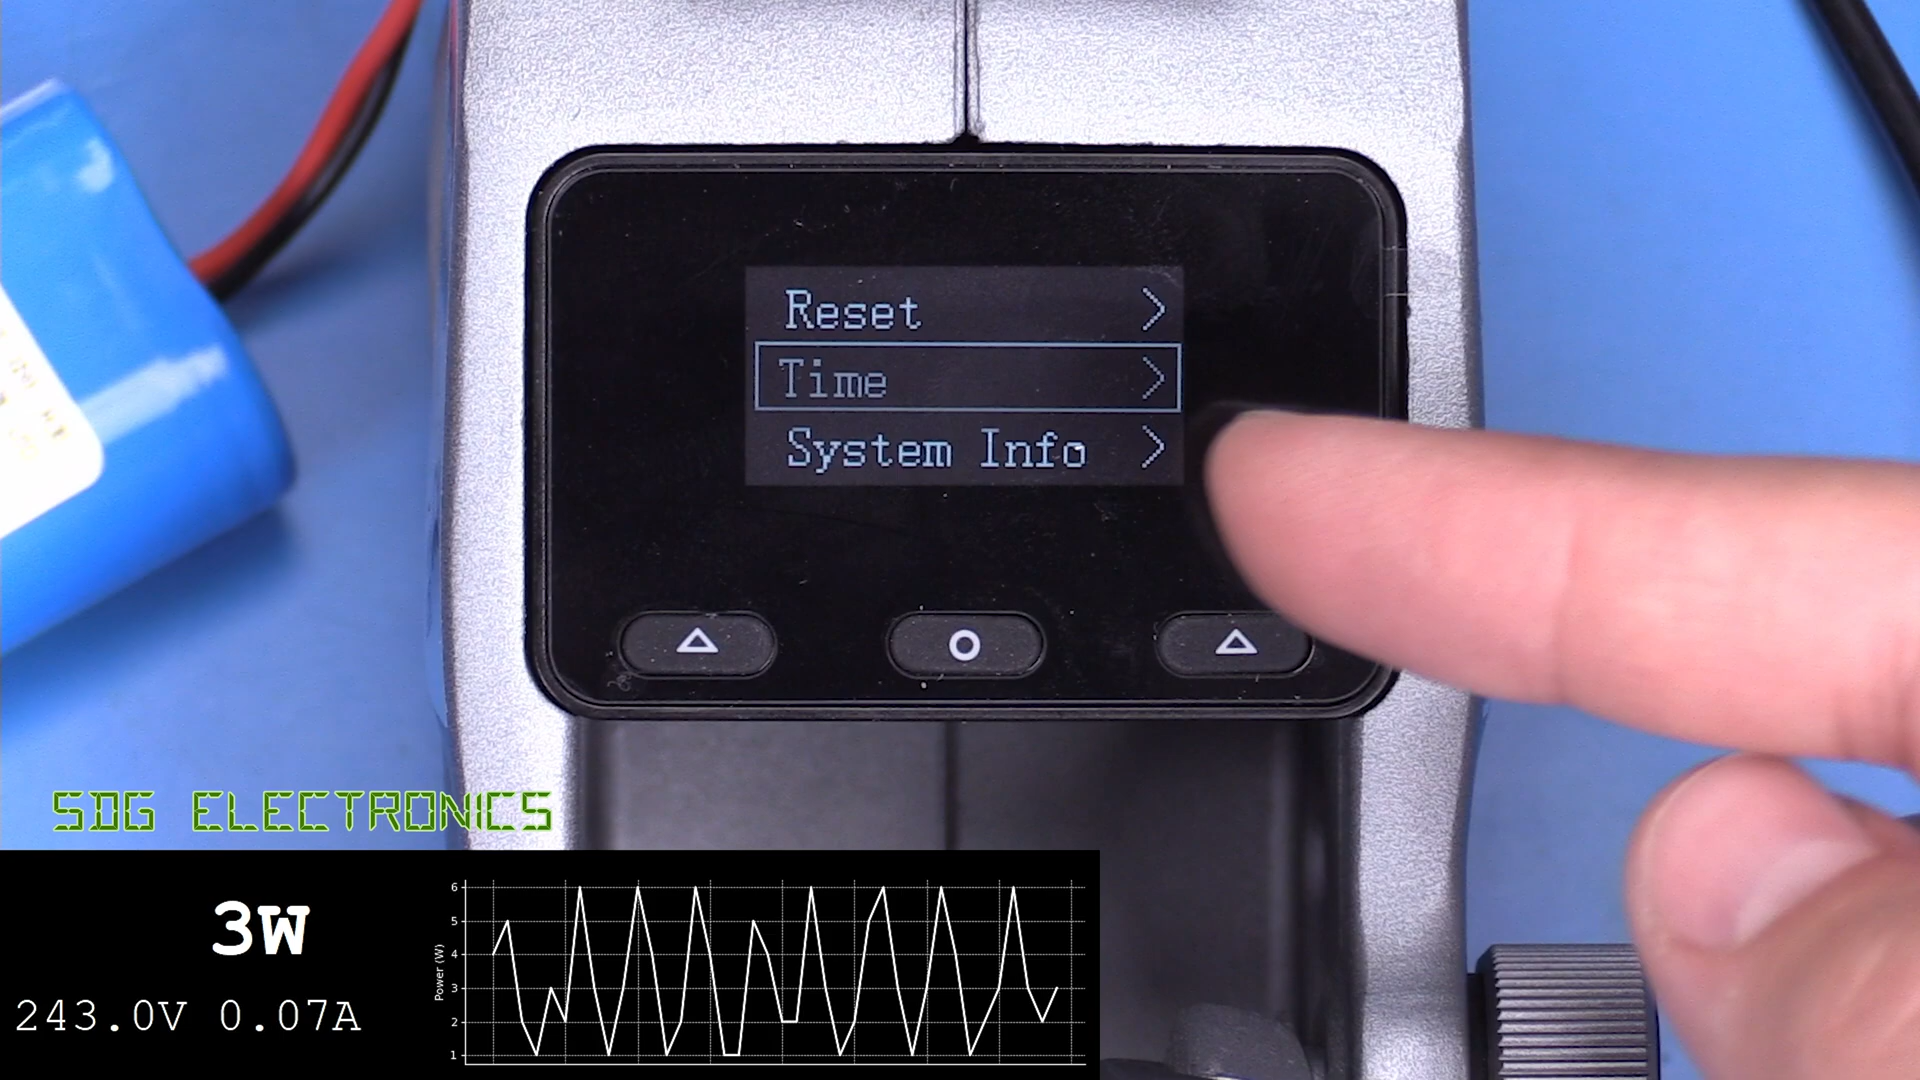 Reset >
Time >
System Info >
SDG ELECTRONICS
3W
243.0V 0.07A
Power (W)
6
5
4
3
2
1